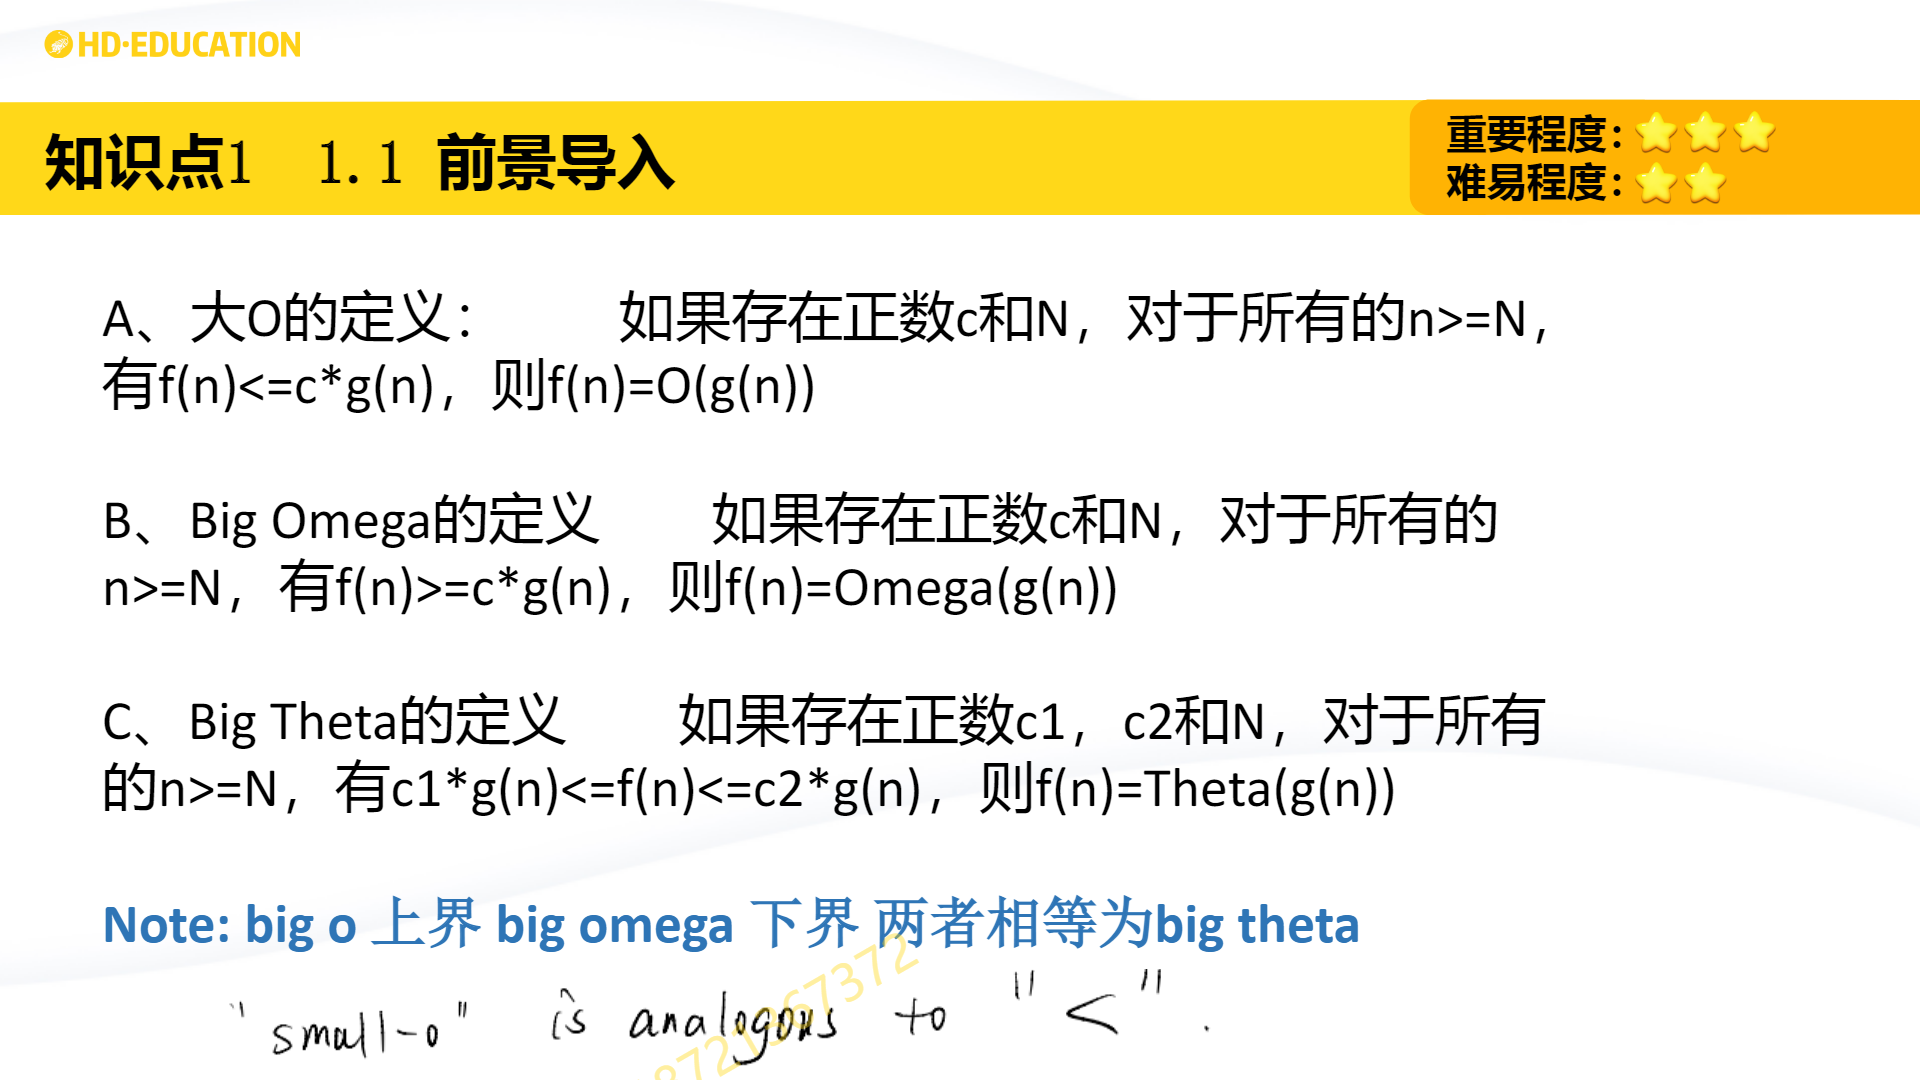 HD·EDUCATION
知识点1 1.1 前景导入
重要程度：⭐⭐⭐
难易程度：⭐⭐
A、大O的定义： 如果存在正数c和N，对于所有的n>=N，
有f(n)<=c*g(n)，则f(n)=O(g(n))
B、Big Omega的定义 如果存在正数c和N，对于所有的
n>=N，有f(n)>=c*g(n)，则f(n)=Omega(g(n))
C、Big Theta的定义 如果存在正数c1，c2和N，对于所有
的n>=N，有c1*g(n)<=f(n)<=c2*g(n)，则f(n)=Theta(g(n))
Note: big o 上界 big omega 下界 两者相等为big theta
"small-o" is analogous to "<".